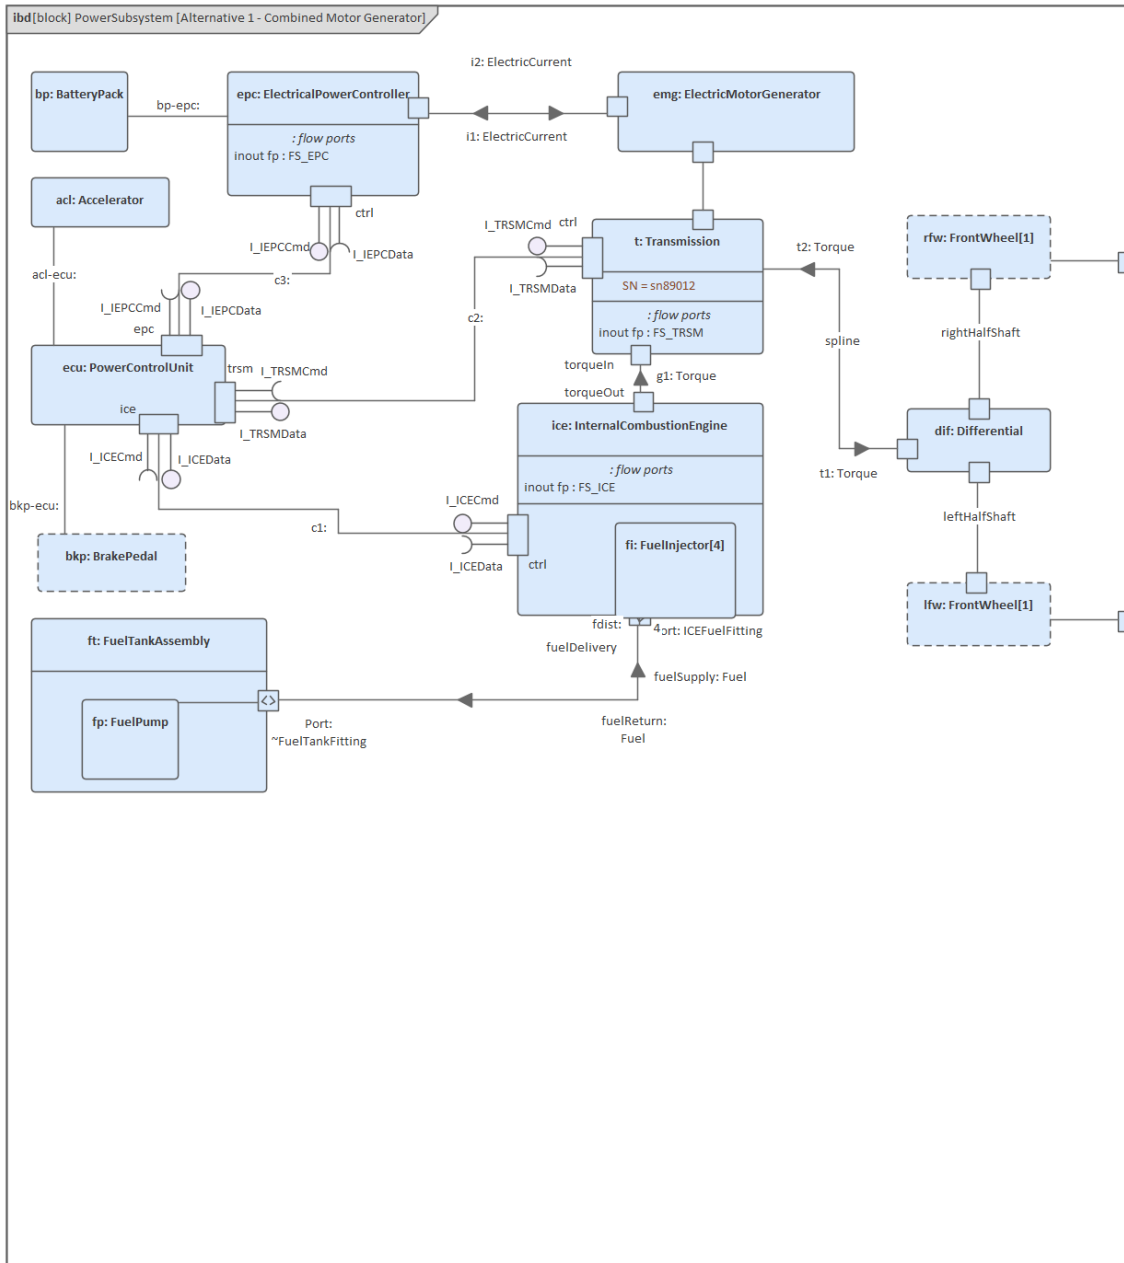 ibd [block] PowerSubsystem [Alternative 1 - Combined Motor Generator]
i2: ElectricCurrent
bp: BatteryPack
bp-epc:
epc: ElectricalPowerController
emg: ElectricMotorGenerator
i1: ElectricCurrent
: flow ports
inout fp : FS_EPC
acl: Accelerator
ctrl
I_TRSMCmd
ctrl
t: Transmission
t2: Torque
rfw: FrontWheel[1]
I_IEPCCmd
I_IEPCData
acl-ecu:
c3:
I_TRSMData
SN = sn89012
I_IEPCCmd
I_IEPCData
c2:
: flow ports
inout fp : FS_TRSM
epc
rightHalfShaft
spline
ecu: PowerControlUnit
trsm
I_TRSMCmd
torqueIn
g1: Torque
torqueOut
ice
ice: InternalCombustionEngine
dif: Differential
I_TRSMData
I_ICECmd
I_ICEData
: flow ports
inout fp : FS_ICE
t1: Torque
bkp-ecu:
I_ICECmd
leftHalfShaft
c1:
bkp: BrakePedal
fi: FuelInjector[4]
I_ICEData
ctrl
lfw: FrontWheel[1]
fdist:
4
ort: ICEFuelFitting
ft: FuelTankAssembly
fuelDelivery
fuelSupply: Fuel
fp: FuelPump
Port:
~FuelTankFitting
fuelReturn:
Fuel